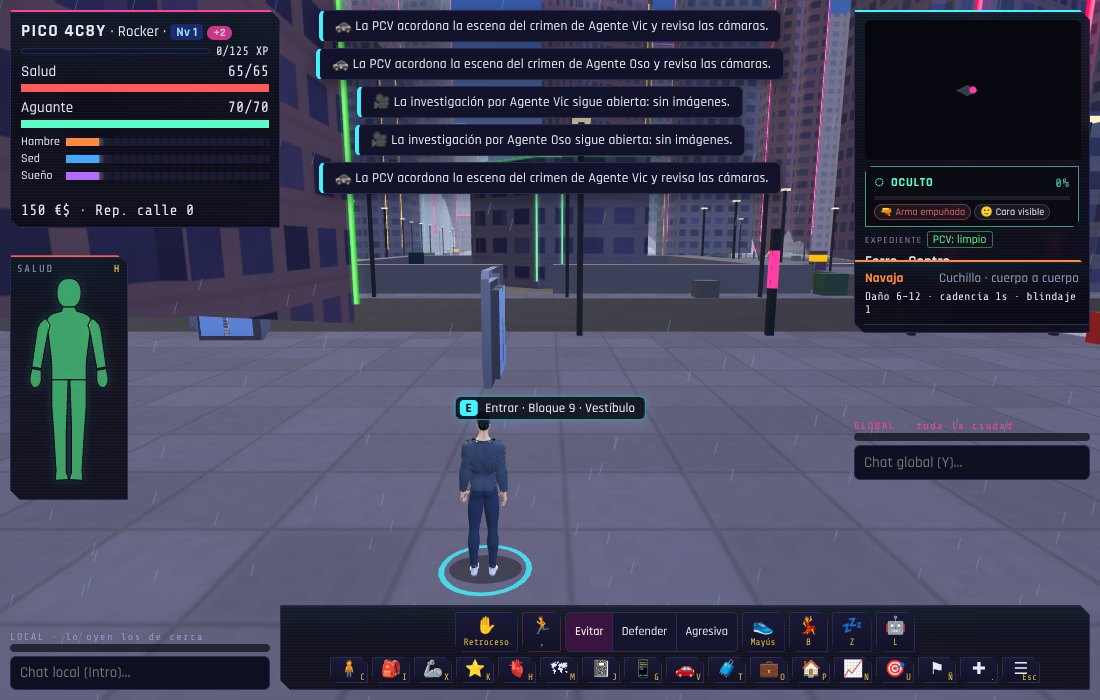 PICO 4C8Y · Rocker · Nv 1 +2
0/125 XP
Salud 65/65
Aguante 70/70
Hambre
Sed
Sueño
150 €$ · Rep. calle 0
🚓 La PCV acordona la escena del crimen de Agente Vic y revisa las cámaras.
🚓 La PCV acordona la escena del crimen de Agente Oso y revisa las cámaras.
🎥 La investigación por Agente Vic sigue abierta: sin imágenes.
🎥 La investigación por Agente Oso sigue abierta: sin imágenes.
🚓 La PCV acordona la escena del crimen de Agente Vic y revisa las cámaras.
OCULTO 0%
Arma empuñada Cara visible
EXPEDIENTE PCV: limpio
Navaja Cuchillo · cuerpo a cuerpo
Daño 6-12 · cadencia 1s · blindaje
1
SALUD H
E Entrar · Bloque 9 · Vestíbulo
GLOBAL · toda la ciudad
Chat global (Y)...
LOCAL · lo oyen los de cerca
Chat local (Intro)...
Retroceso , Evitar Defender Agresiva Mayús B Z L
C I X K H M J G V T O P N U Ñ . Esc